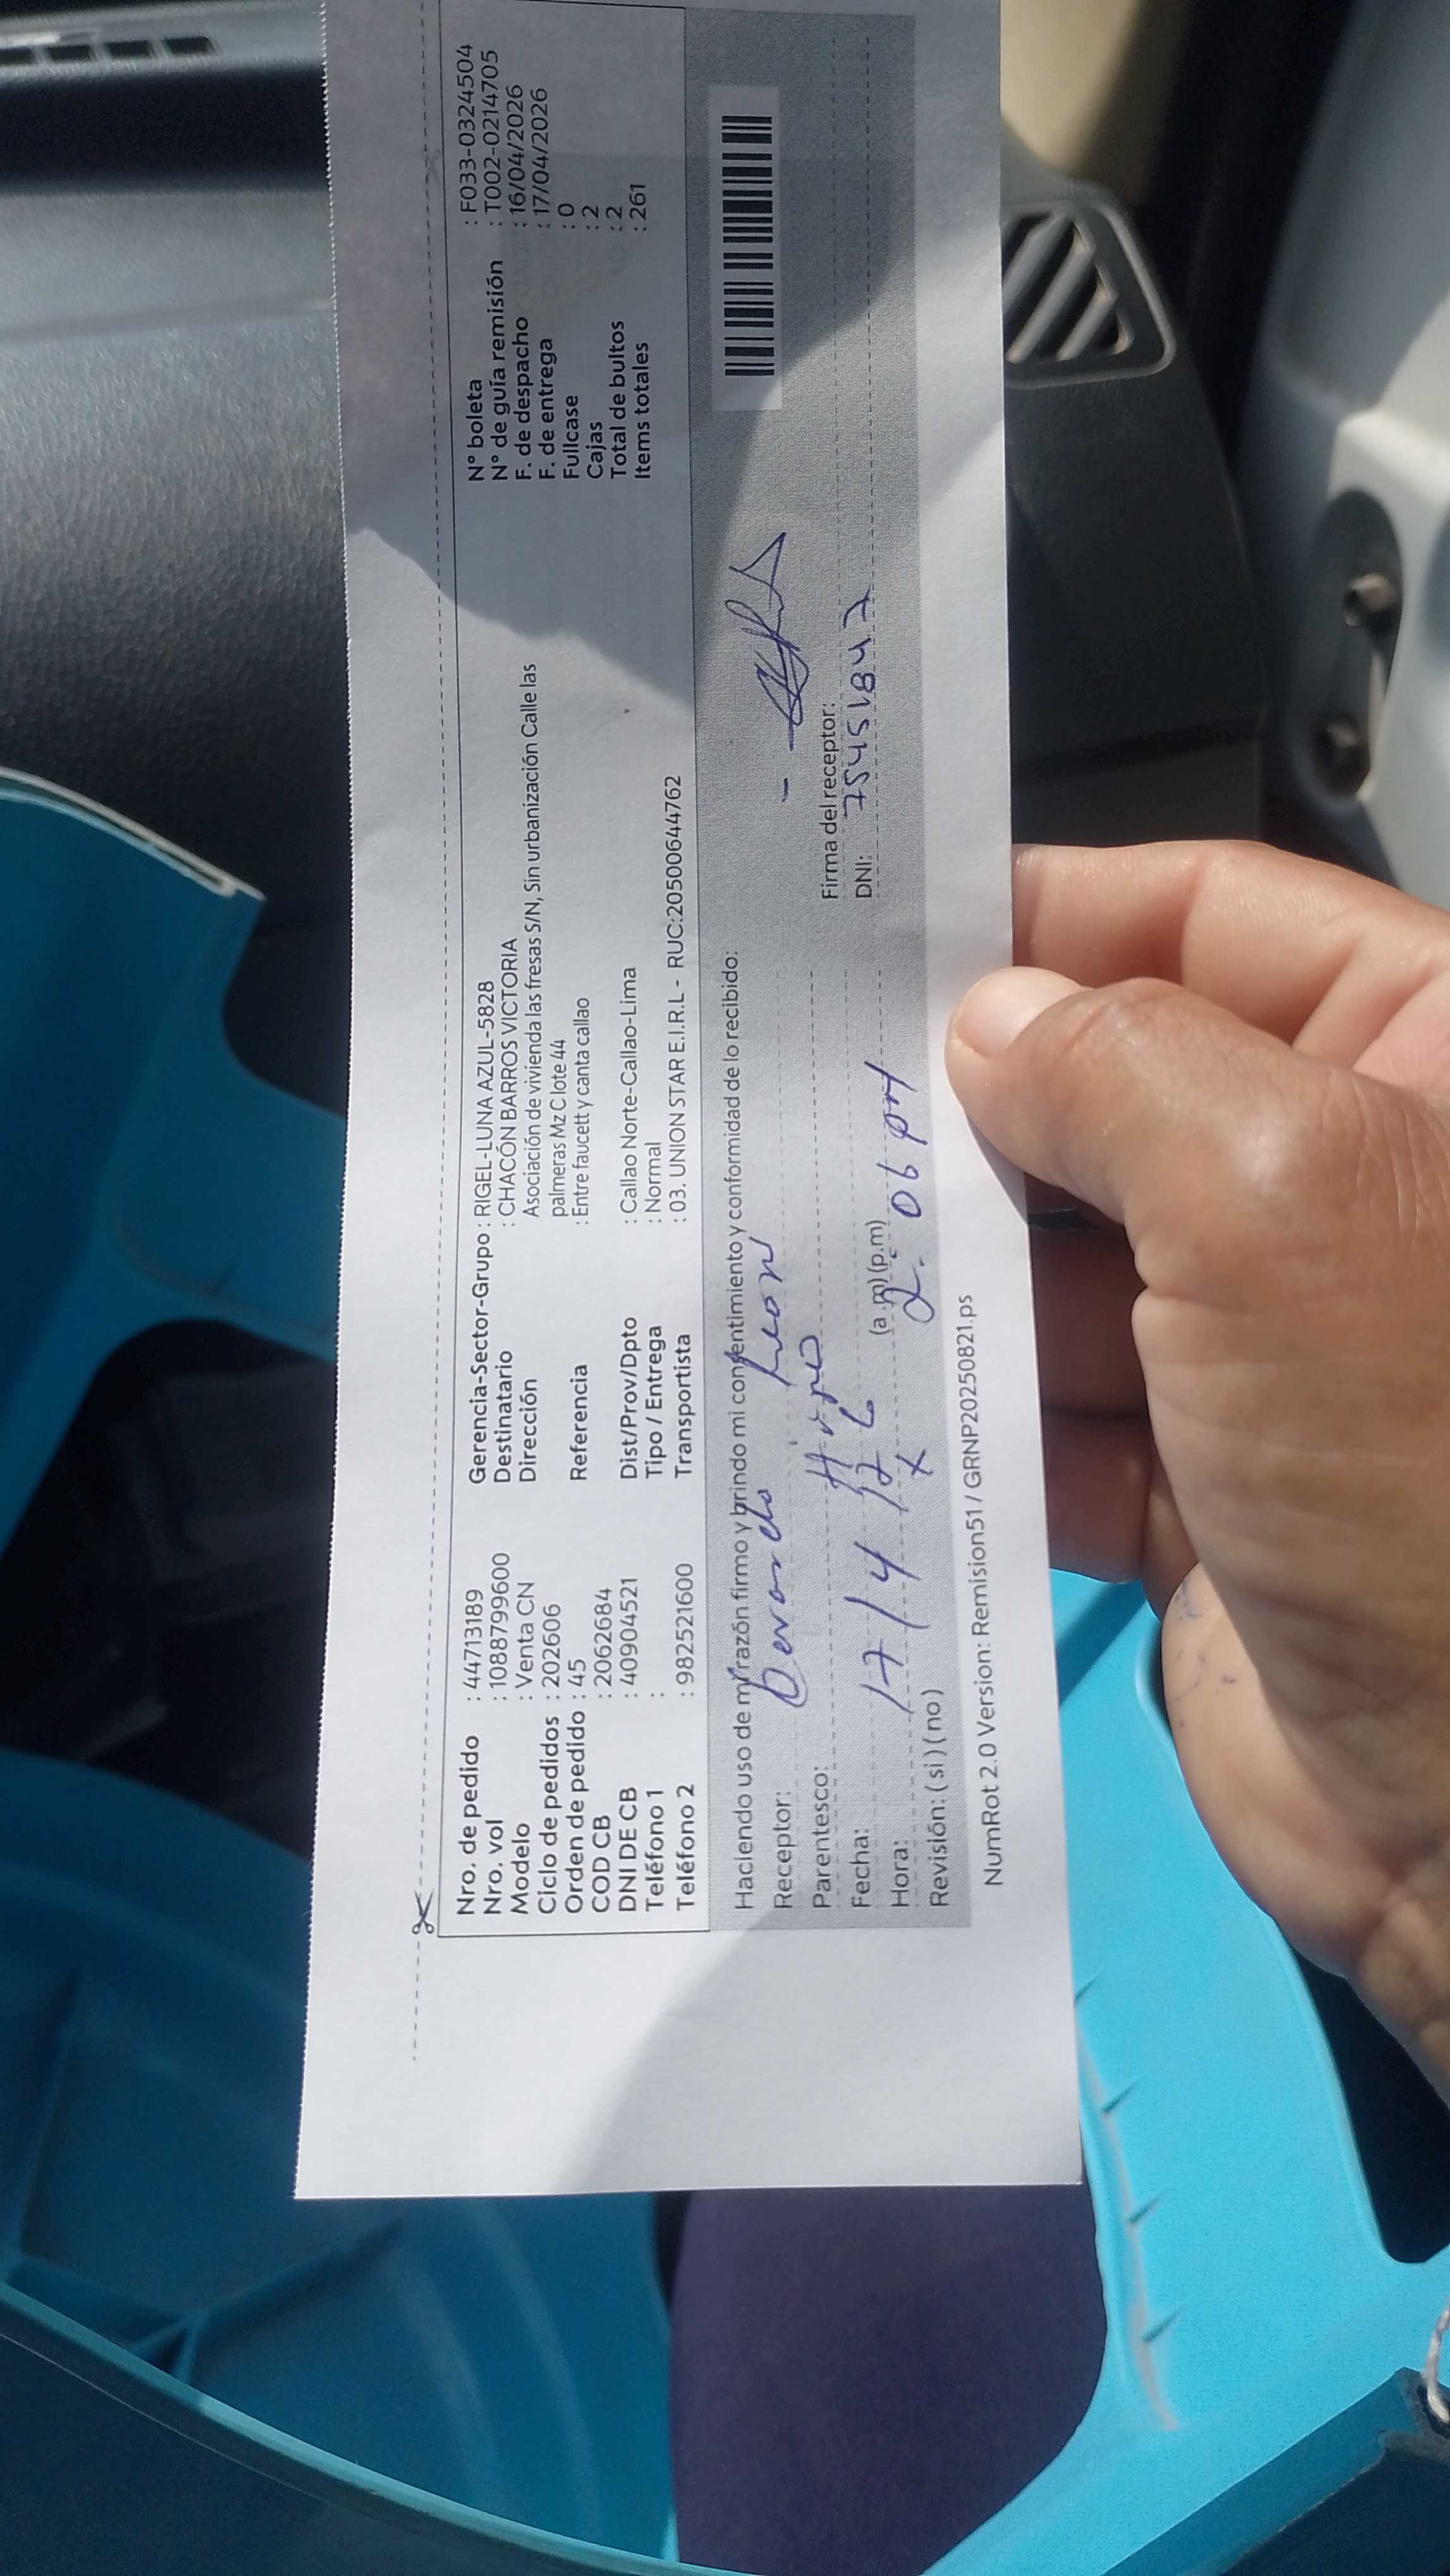 Nro. de pedido : 44713189
Nro. vol : 1088799600
Modelo : Venta CN
Ciclo de pedidos : 202606
Orden de pedido : 45
COD CB : 2062684
DNI DE CB : 40904521
Teléfono 1 :
Teléfono 2 : 982521600
Gerencia-Sector-Grupo : RIGEL-LUNA AZUL-5828
Destinatario : CHACÓN BARROS VICTORIA
Dirección Asociación de vivienda las fresas S/N, Sin urbanización Calle las
palmeras Mz C lote 44
Referencia : Entre faucett y canta callao
Dist/Prov/Dpto : Callao Norte-Callao-Lima
Tipo / Entrega : Normal
Transportista : 03. UNION STAR E.I.R.L - RUC:20500644762
N° boleta : F033-0324504
N° de guía remisión : T002-0214705
F. de despacho : 16/04/2026
F. de entrega : 17/04/2026
Fullcase : 0
Cajas : 2
Total de bultos : 2
Items totales : 261
Haciendo uso de mi razón firmo y brindo mi consentimiento y conformidad de lo recibido:
Receptor: Leon
Parentesco:
Fecha: 17/4/26
Hora: (a.m) (p.m) 2:06 pm
Revisión: ( si ) ( no )
Firma del receptor:
DNI: 75451842
NumRot 2.0 Version: Remision51 / GRNP20250821.ps